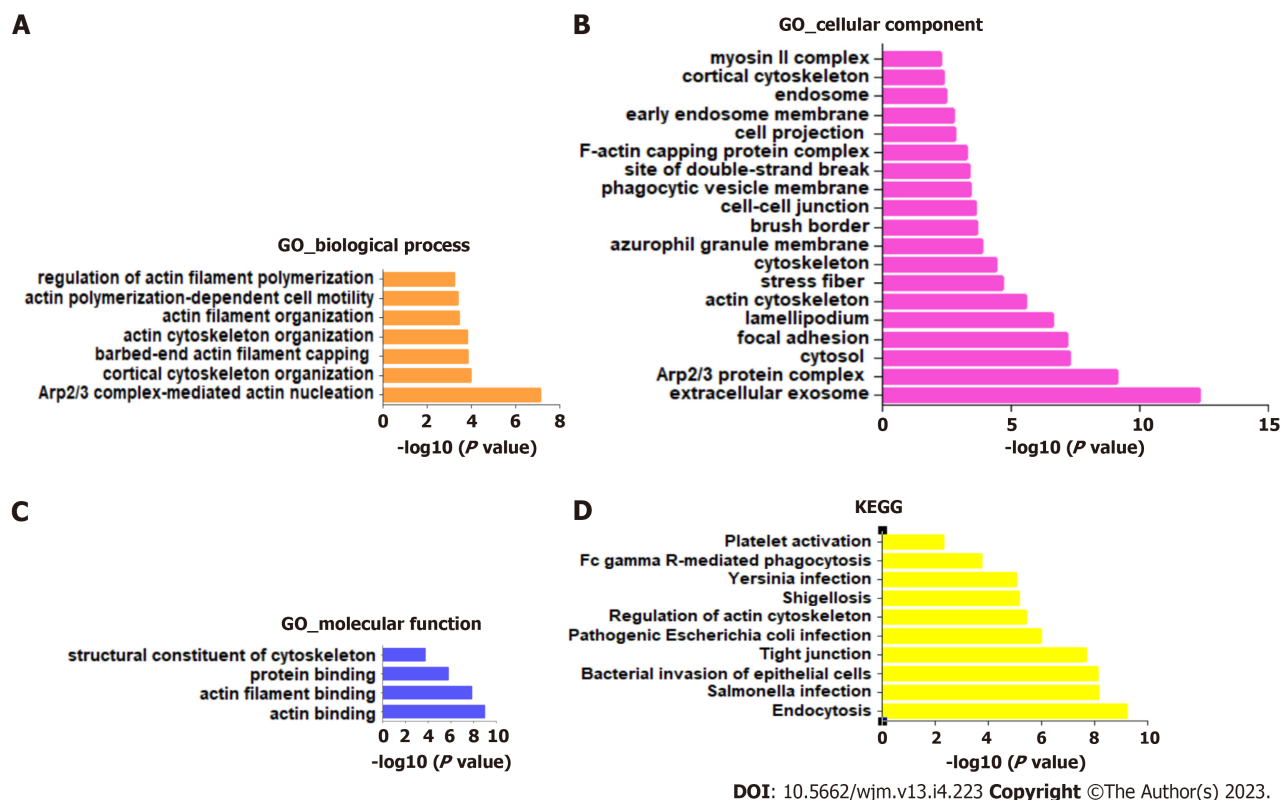 A
GO_biological process
regulation of actin filament polymerization
actin polymerization-dependent cell motility
actin filament organization
actin cytoskeleton organization
barbed-end actin filament capping
cortical cytoskeleton organization
Arp2/3 complex-mediated actin nucleation
0 2 4 6 8
-log10 (P value)
B
GO_cellular component
myosin II complex
cortical cytoskeleton
endosome
early endosome membrane
cell projection
F-actin capping protein complex
site of double-strand break
phagocytic vesicle membrane
cell-cell junction
brush border
azurophil granule membrane
cytoskeleton
stress fiber
actin cytoskeleton
lamellipodium
focal adhesion
cytosol
Arp2/3 protein complex
extracellular exosome
0 5 10 15
-log10 (P value)
C
GO_molecular function
structural constituent of cytoskeleton
protein binding
actin filament binding
actin binding
0 2 4 6 8 10
-log10 (P value)
D
KEGG
Platelet activation
Fc gamma R-mediated phagocytosis
Yersinia infection
Shigellosis
Regulation of actin cytoskeleton
Pathogenic Escherichia coli infection
Tight junction
Bacterial invasion of epithelial cells
Salmonella infection
Endocytosis
0 2 4 6 8 10
-log10 (P value)
DOI: 10.5662/wjm.v13.i4.223 Copyright ©The Author(s) 2023.